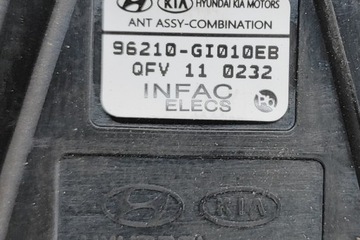 KIA HYUNDAI KIA MOTORS
ANT ASSY-COMBINATION
96210-GI010EB
QFV 11 0232
INFAC
ELECS
KIA